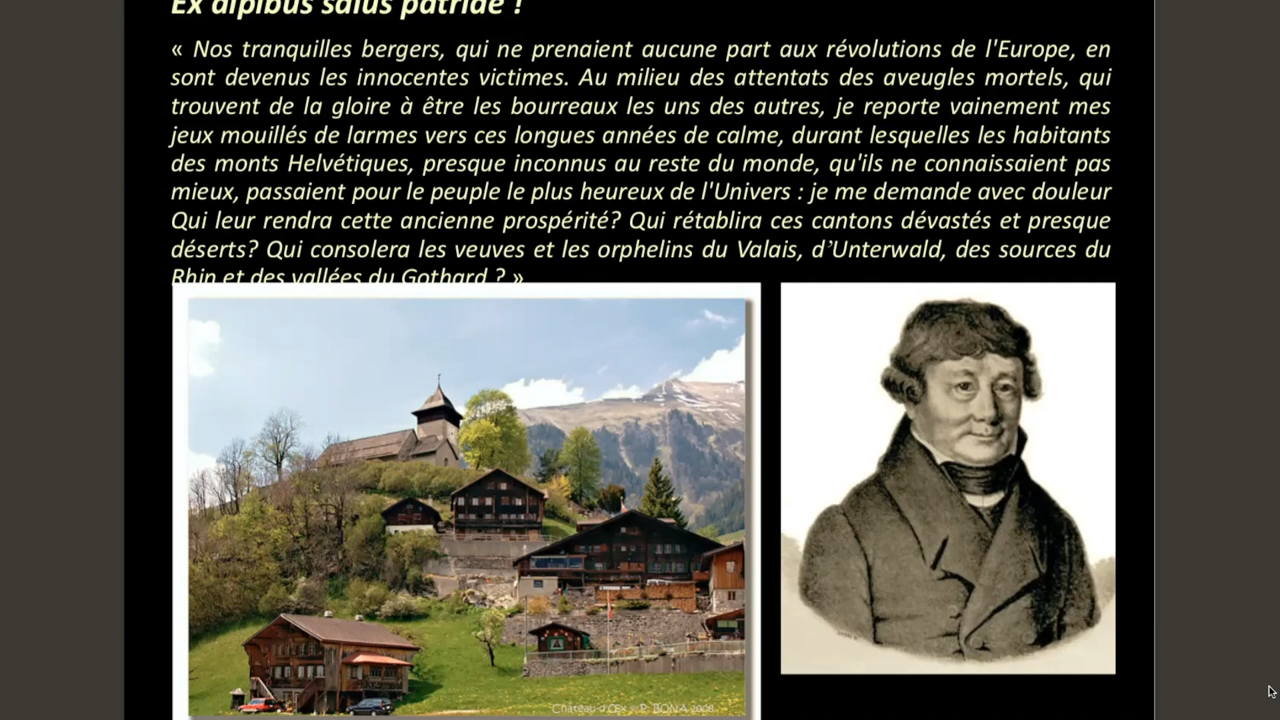 Ex alpibus salus patriae !
« Nos tranquilles bergers, qui ne prenaient aucune part aux révolutions de l'Europe, en
sont devenus les innocentes victimes. Au milieu des attentats des aveugles mortels, qui
trouvent de la gloire à être les bourreaux les uns des autres, je reporte vainement mes
jeux mouillés de larmes vers ces longues années de calme, durant lesquelles les habitants
des monts Helvétiques, presque inconnus au reste du monde, qu'ils ne connaissaient pas
mieux, passaient pour le peuple le plus heureux de l'Univers : je me demande avec douleur
Qui leur rendra cette ancienne prospérité? Qui rétablira ces cantons dévastés et presque
déserts? Qui consolera les veuves et les orphelins du Valais, d’Unterwald, des sources du
Rhin et des vallées du Gothard ? »
Château d'Œx © P. BONA 2008